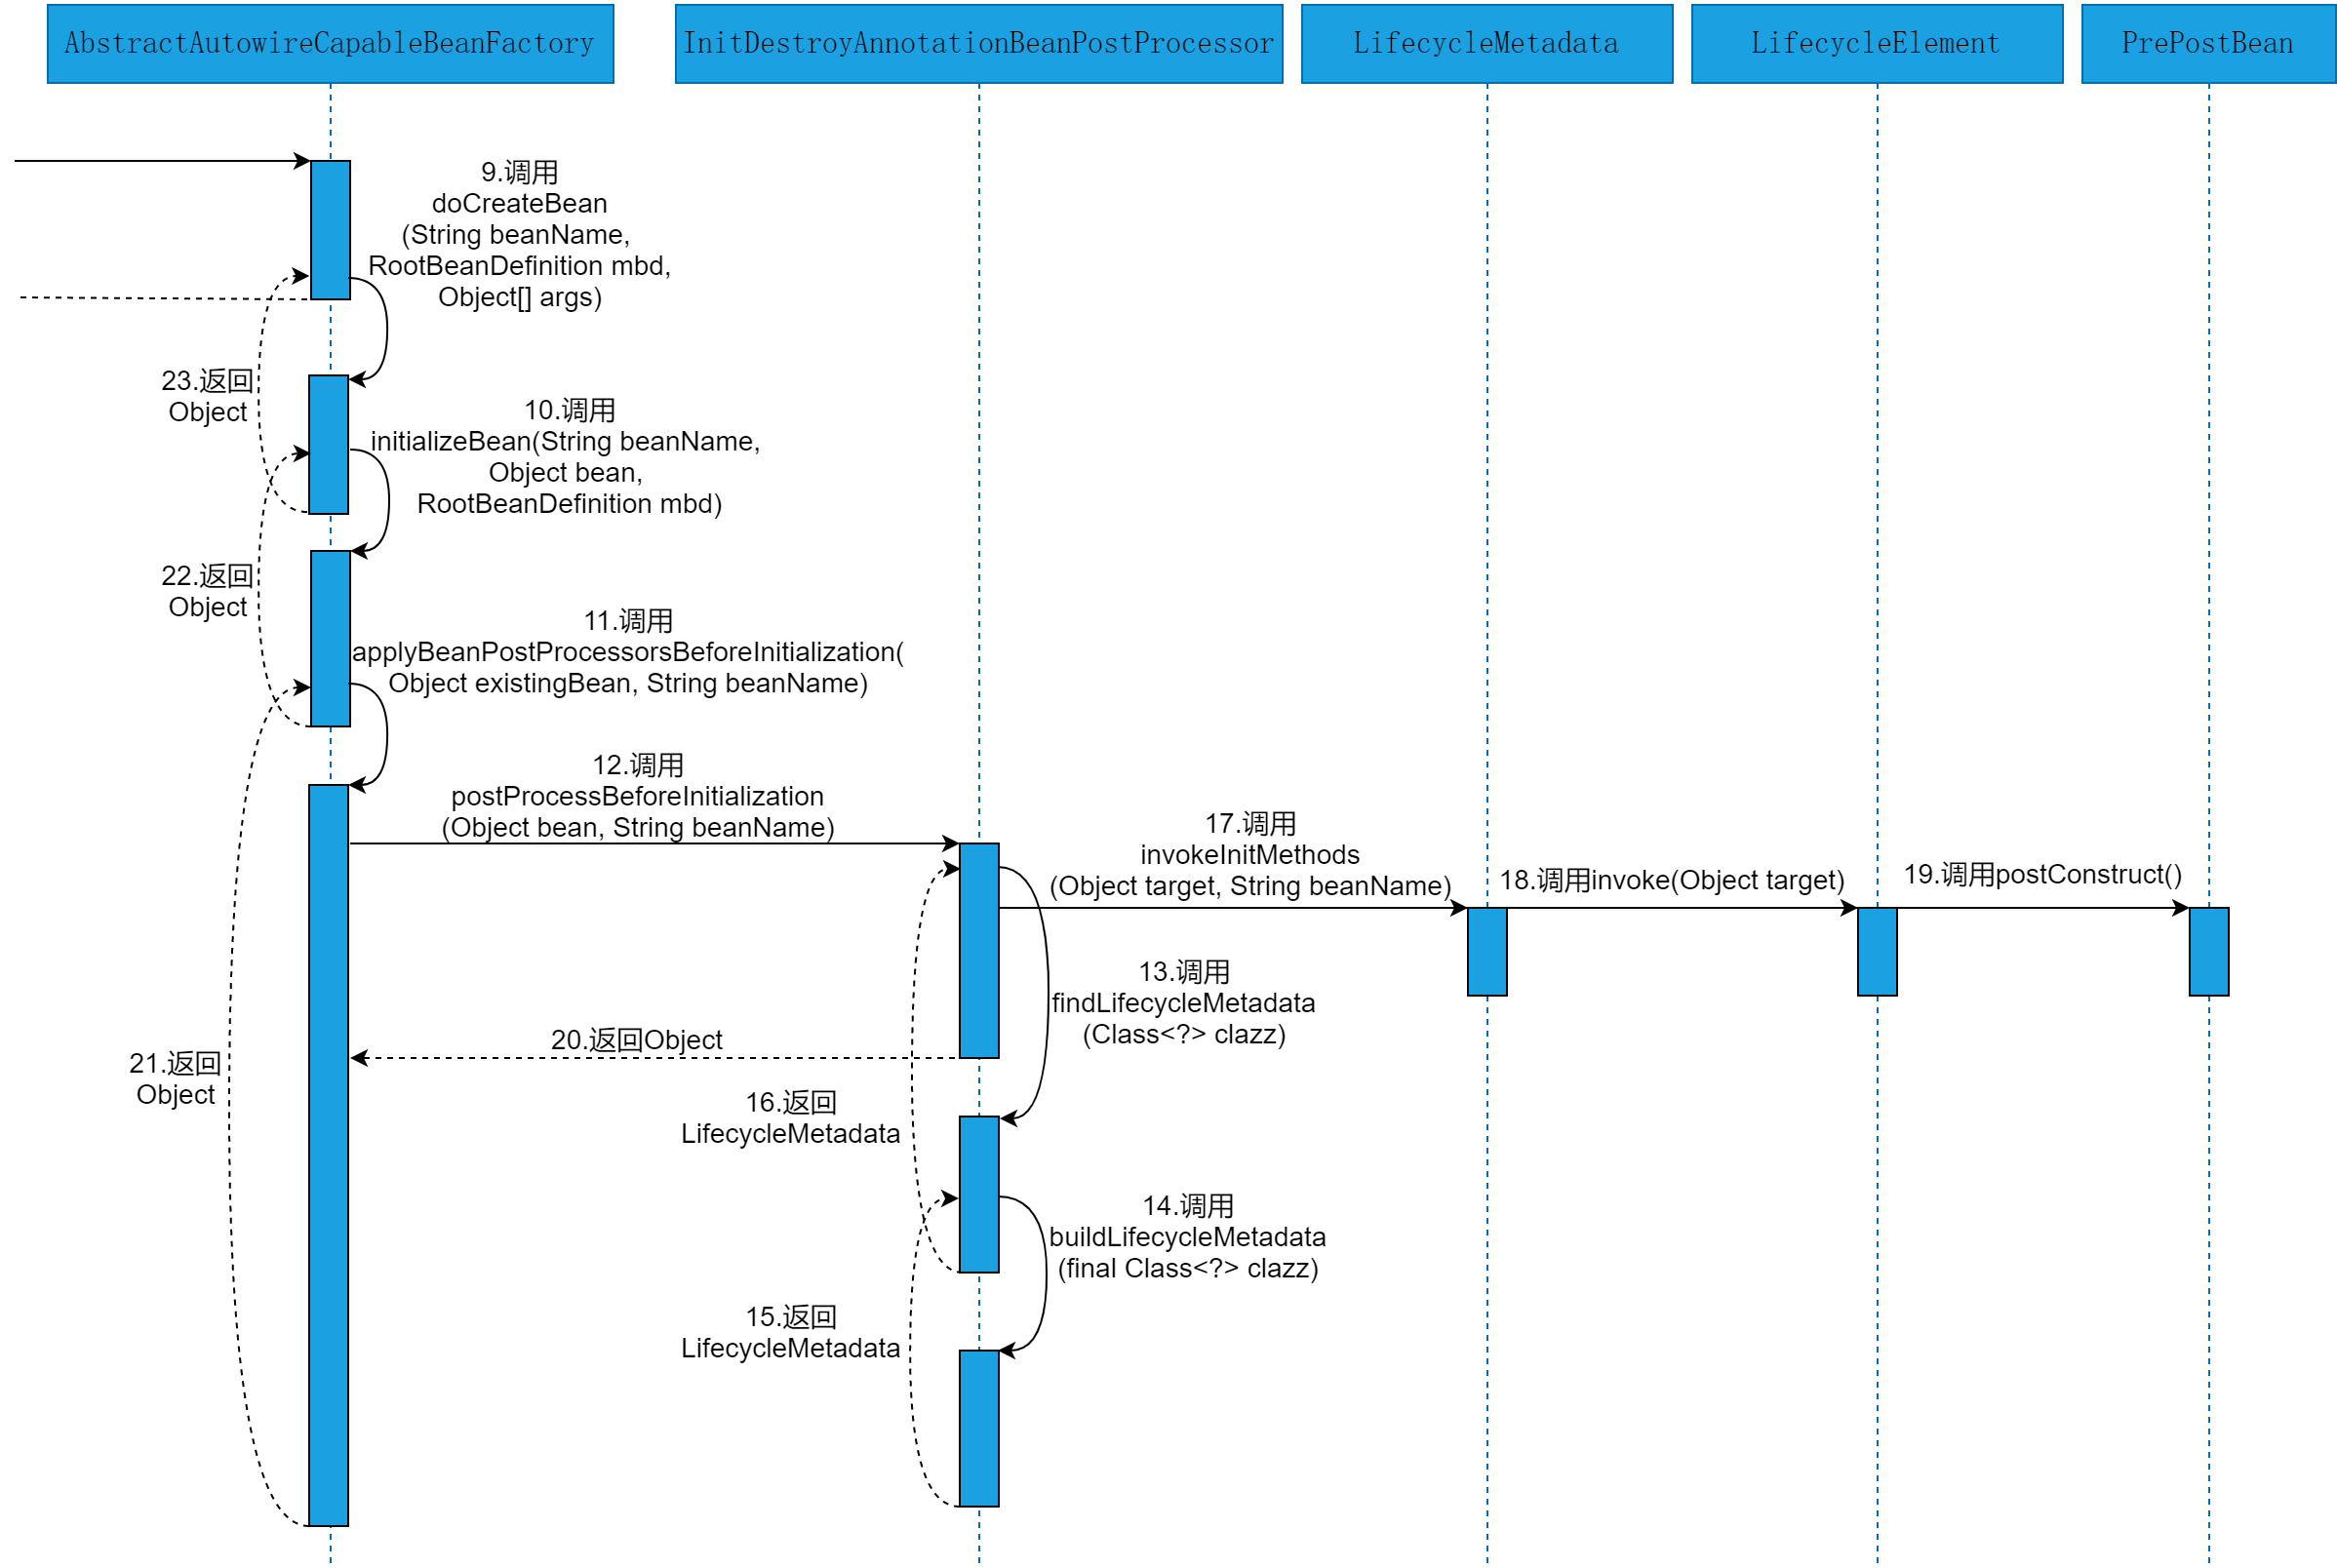 AbstractAutowireCapableBeanFactory
InitDestroyAnnotationBeanPostProcessor
LifecycleMetadata
LifecycleElement
PrePostBean
9.调用
doCreateBean
(String beanName,
RootBeanDefinition mbd,
Object[] args)
23.返回
Object
10.调用
initializeBean(String beanName,
Object bean,
RootBeanDefinition mbd)
22.返回
Object
11.调用
applyBeanPostProcessorsBeforeInitialization(
Object existingBean, String beanName)
12.调用
postProcessBeforeInitialization
(Object bean, String beanName)
17.调用
invokeInitMethods
(Object target, String beanName)
18.调用invoke(Object target)
19.调用postConstruct()
13.调用
findLifecycleMetadata
(Class<?> clazz)
20.返回Object
21.返回
Object
16.返回
LifecycleMetadata
14.调用
buildLifecycleMetadata
(final Class<?> clazz)
15.返回
LifecycleMetadata